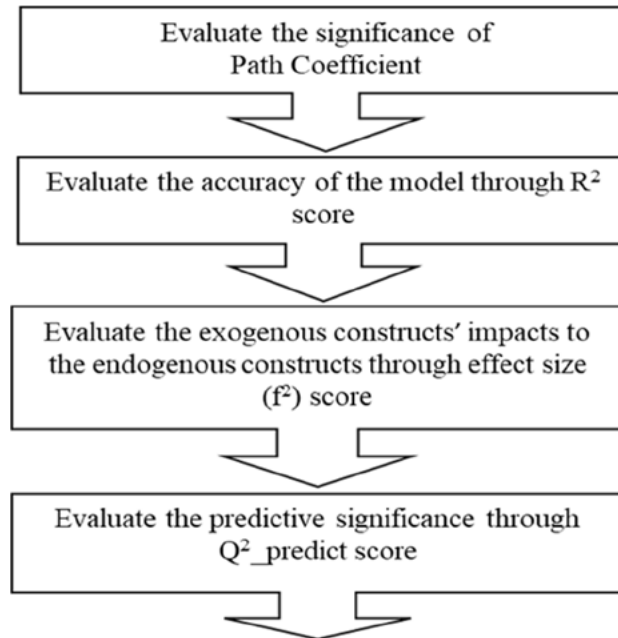 Evaluate the significance of
Path Coefficient
Evaluate the accuracy of the model through R²
score
Evaluate the exogenous constructs’ impacts to
the endogenous constructs through effect size
(f²) score
Evaluate the predictive significance through
Q²_predict score